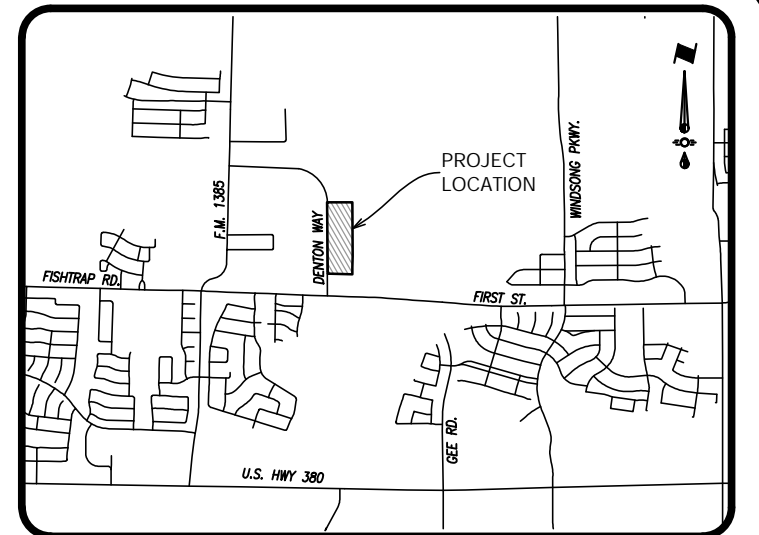 WINDSONG PKWY.
PROJECT
LOCATION
F.M. 1385
DENTON WAY
FISHTRAP RD.
FIRST ST.
GEE RD.
U.S. HWY 380